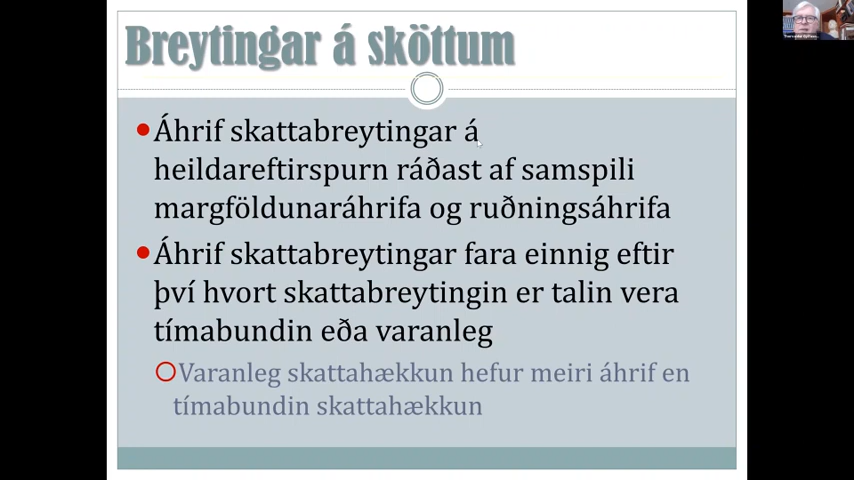 Breytingar á sköttum
Áhrif skattabreytingar á
heildareftirspurn ráðast af samspili
margföldunaráhrifa og ruðningsáhrifa
Áhrif skattabreytingar fara einnig eftir
því hvort skattabreytingin er talin vera
tímabundin eða varanleg
Varanleg skattahækkun hefur meiri áhrif en
tímabundin skattahækkun